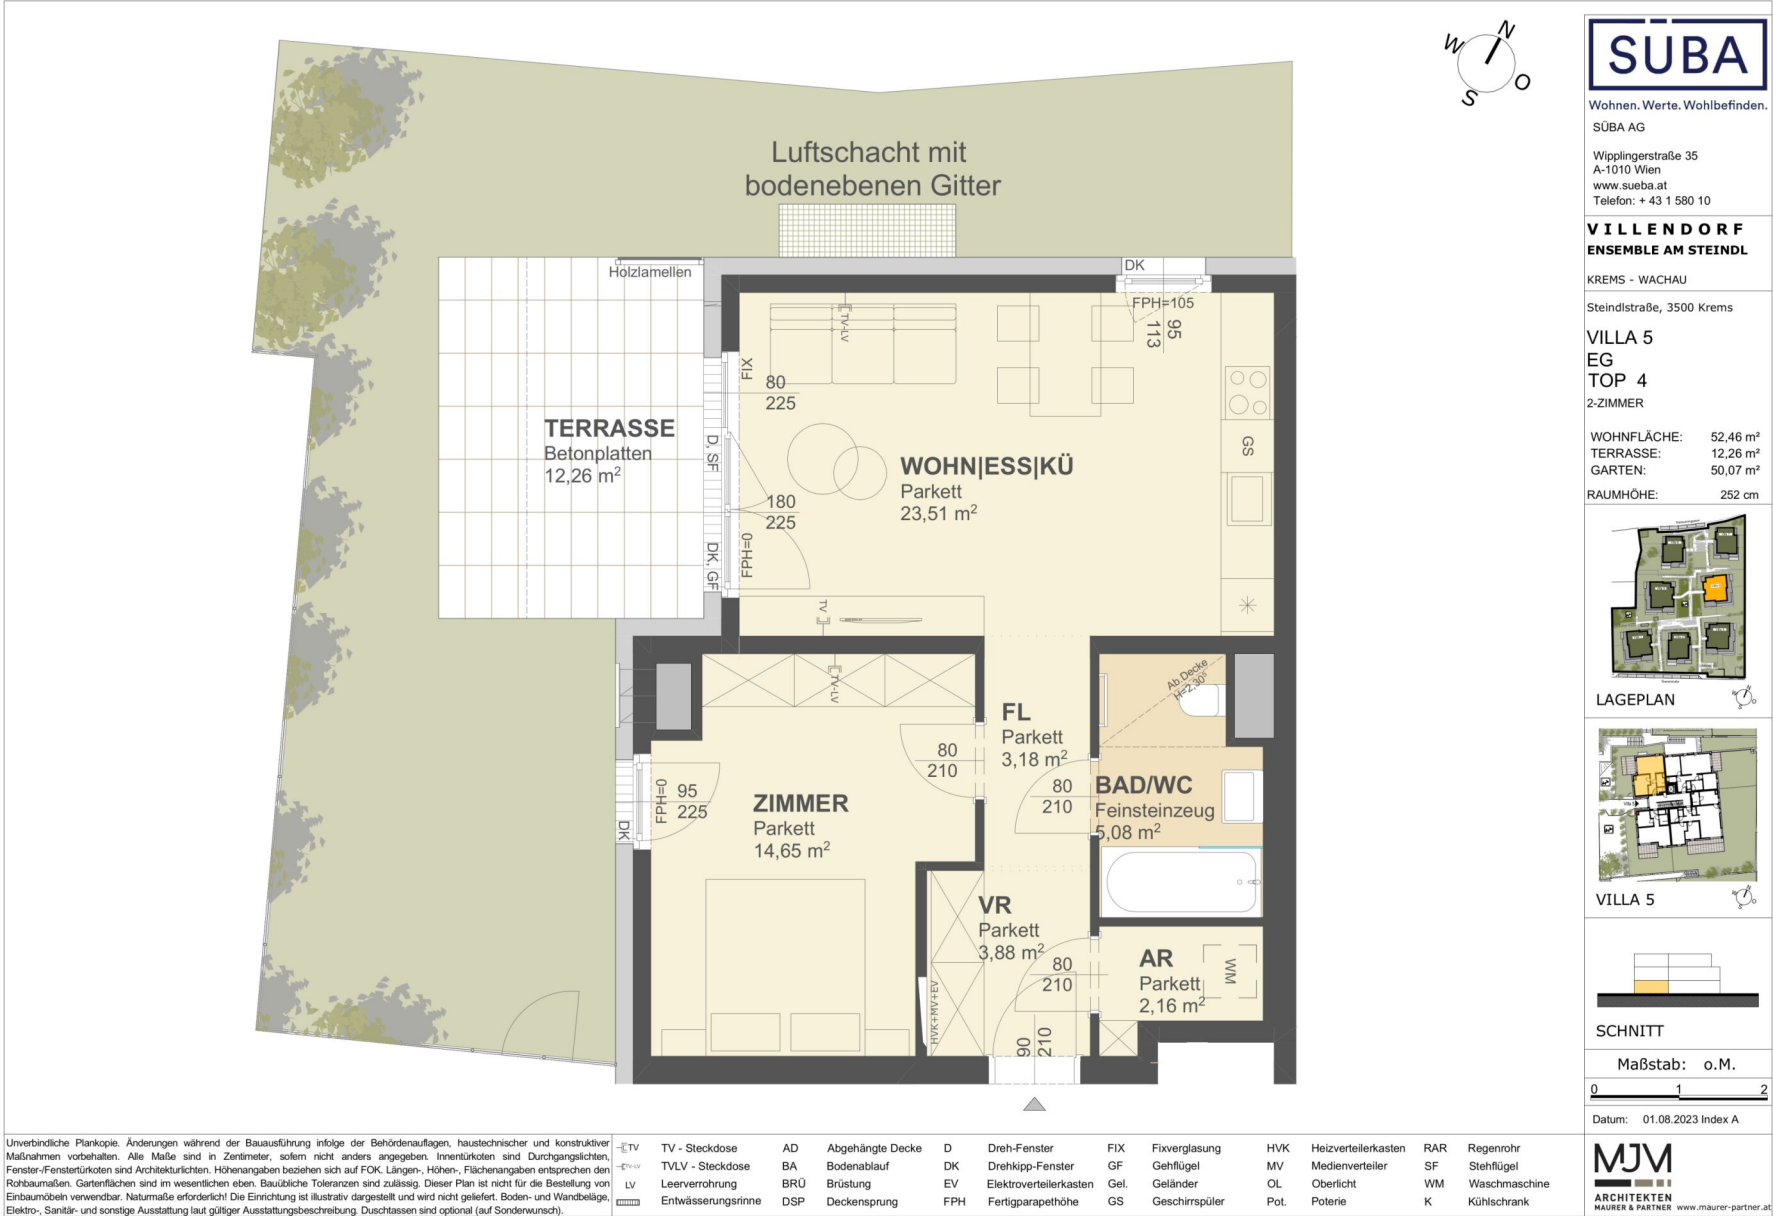 Luftschacht mit
bodenebenen Gitter
Holzlamellen
DK
FPH=105
95
113
TV-LV
FIX
80
225
D, SF
180
225
DK, GF
FPH=0
TERRASSE
Betonplatten
12,26 m²
WOHN|ESS|KÜ
Parkett
23,51 m²
GS
TV
TV-LV
Ab.Decke
H=2.30⁵
FL
Parkett
3,18 m²
80
210
80
210
BAD/WC
Feinsteinzeug
5,08 m²
FPH=0
95
225
DK
ZIMMER
Parkett
14,65 m²
VR
Parkett
3,88 m²
80
210
AR
Parkett
2,16 m²
WM
HVK+MV+EV
90
210
N
W
O
S
SÜBA
Wohnen. Werte. Wohlbefinden.
SÜBA AG
Wipplingerstraße 35
A-1010 Wien
www.sueba.at
Telefon: + 43 1 580 10
VILLENDORF
ENSEMBLE AM STEINDL
KREMS - WACHAU
Steindlstraße, 3500 Krems
VILLA 5
EG
TOP 4
2-ZIMMER
WOHNFLÄCHE: 52,46 m²
TERRASSE: 12,26 m²
GARTEN: 50,07 m²
RAUMHÖHE: 252 cm
LAGEPLAN
VILLA 5
SCHNITT
Maßstab: o.M.
0 1 2
Datum: 01.08.2023 Index A
MJM
ARCHITEKTEN
MAURER & PARTNER www.maurer-partner.at
Unverbindliche Plankopie. Änderungen während der Bauausführung infolge der Behördenauflagen, haustechnischer und konstruktiver
Maßnahmen vorbehalten. Alle Maße sind in Zentimeter, sofern nicht anders angegeben. Innentürkoten sind Durchgangslichten,
Fenster-/Fenstertürkoten sind Architekturlichten. Höhenangaben beziehen sich auf FOK. Längen-, Höhen-, Flächenangaben entsprechen den
Rohbaumaßen. Gartenflächen sind im wesentlichen eben. Bauübliche Toleranzen sind zulässig. Dieser Plan ist nicht für die Bestellung von
Einbaumöbeln verwendbar. Naturmaße erforderlich! Die Einrichtung ist illustrativ dargestellt und wird nicht geliefert. Boden- und Wandbeläge,
Elektro-, Sanitär- und sonstige Ausstattung laut gültiger Ausstattungsbeschreibung. Duschtassen sind optional (auf Sonderwunsch).
TV TV - Steckdose AD Abgehängte Decke D Dreh-Fenster FIX Fixverglasung HVK Heizverteilerkasten RAR Regenrohr
TV-LV TVLV - Steckdose BA Bodenablauf DK Drehkipp-Fenster GF Gehflügel MV Medienverteiler SF Stehflügel
LV Leerverrohrung BRÜ Brüstung EV Elektroverteilerkasten Gel. Geländer OL Oberlicht WM Waschmaschine
Entwässerungsrinne DSP Deckensprung FPH Fertigparapethöhe GS Geschirrspüler Pot. Poterie K Kühlschrank